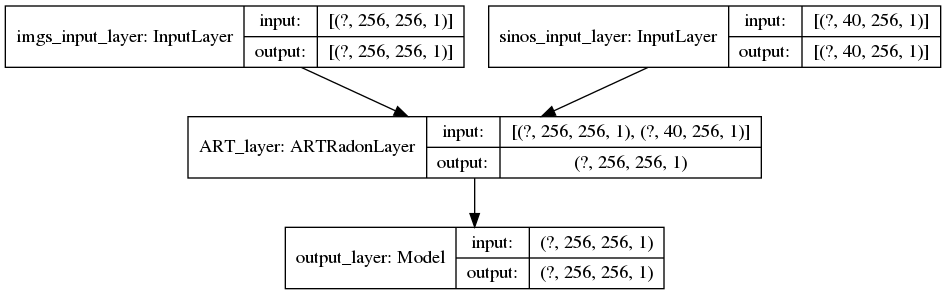 imgs_input_layer: InputLayer
input:
[(?, 256, 256, 1)]
output:
[(?, 256, 256, 1)]
sinos_input_layer: InputLayer
input:
[(?, 40, 256, 1)]
output:
[(?, 40, 256, 1)]
ART_layer: ARTRadonLayer
input:
[(?, 256, 256, 1), (?, 40, 256, 1)]
output:
(?, 256, 256, 1)
output_layer: Model
input:
(?, 256, 256, 1)
output:
(?, 256, 256, 1)